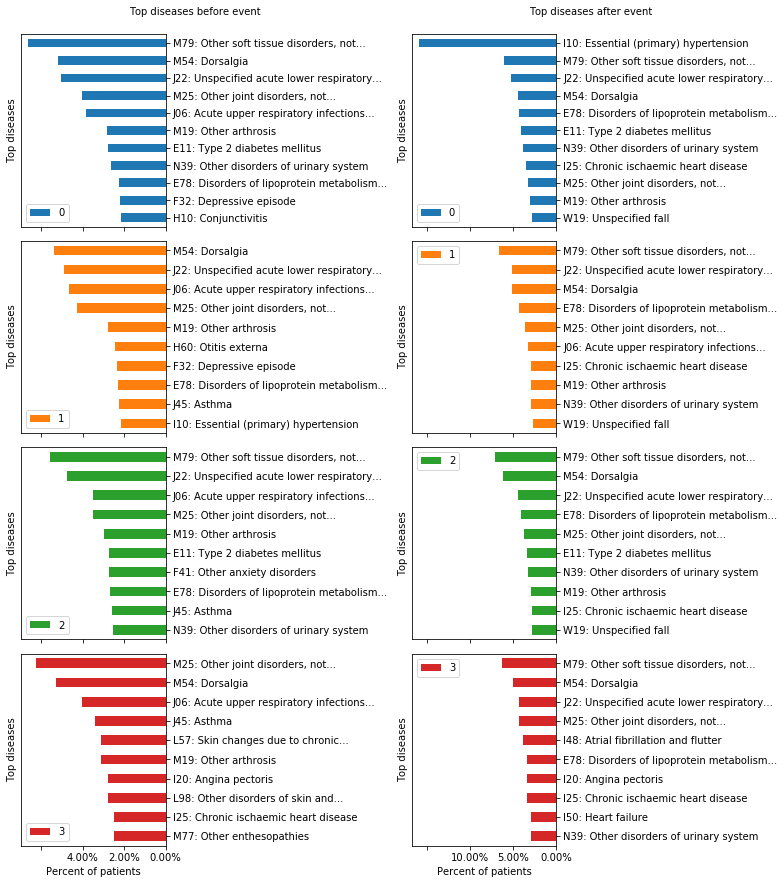 Top diseases before event
Top diseases
M79: Other soft tissue disorders, not...
M54: Dorsalgia
J22: Unspecified acute lower respiratory...
M25: Other joint disorders, not...
J06: Acute upper respiratory infections...
M19: Other arthrosis
E11: Type 2 diabetes mellitus
N39: Other disorders of urinary system
E78: Disorders of lipoprotein metabolism...
F32: Depressive episode
H10: Conjunctivitis
0
Top diseases after event
Top diseases
I10: Essential (primary) hypertension
M79: Other soft tissue disorders, not...
J22: Unspecified acute lower respiratory...
M54: Dorsalgia
E78: Disorders of lipoprotein metabolism...
E11: Type 2 diabetes mellitus
N39: Other disorders of urinary system
I25: Chronic ischaemic heart disease
M25: Other joint disorders, not...
M19: Other arthrosis
W19: Unspecified fall
0
Top diseases
M54: Dorsalgia
J22: Unspecified acute lower respiratory...
J06: Acute upper respiratory infections...
M25: Other joint disorders, not...
M19: Other arthrosis
H60: Otitis externa
F32: Depressive episode
E78: Disorders of lipoprotein metabolism...
J45: Asthma
I10: Essential (primary) hypertension
1
Top diseases
1
M79: Other soft tissue disorders, not...
J22: Unspecified acute lower respiratory...
M54: Dorsalgia
E78: Disorders of lipoprotein metabolism...
M25: Other joint disorders, not...
J06: Acute upper respiratory infections...
I25: Chronic ischaemic heart disease
M19: Other arthrosis
N39: Other disorders of urinary system
W19: Unspecified fall
Top diseases
M79: Other soft tissue disorders, not...
J22: Unspecified acute lower respiratory...
J06: Acute upper respiratory infections...
M25: Other joint disorders, not...
M19: Other arthrosis
E11: Type 2 diabetes mellitus
F41: Other anxiety disorders
E78: Disorders of lipoprotein metabolism...
J45: Asthma
N39: Other disorders of urinary system
2
Top diseases
2
M79: Other soft tissue disorders, not...
M54: Dorsalgia
J22: Unspecified acute lower respiratory...
E78: Disorders of lipoprotein metabolism...
M25: Other joint disorders, not...
E11: Type 2 diabetes mellitus
N39: Other disorders of urinary system
M19: Other arthrosis
I25: Chronic ischaemic heart disease
W19: Unspecified fall
Top diseases
M25: Other joint disorders, not...
M54: Dorsalgia
J06: Acute upper respiratory infections...
J45: Asthma
L57: Skin changes due to chronic...
M19: Other arthrosis
I20: Angina pectoris
L98: Other disorders of skin and...
I25: Chronic ischaemic heart disease
M77: Other enthesopathies
3
4.00% 2.00% 0.00%
Percent of patients
Top diseases
3
M79: Other soft tissue disorders, not...
M54: Dorsalgia
J22: Unspecified acute lower respiratory...
M25: Other joint disorders, not...
I48: Atrial fibrillation and flutter
E78: Disorders of lipoprotein metabolism...
I20: Angina pectoris
I25: Chronic ischaemic heart disease
I50: Heart failure
N39: Other disorders of urinary system
10.00% 5.00% 0.00%
Percent of patients